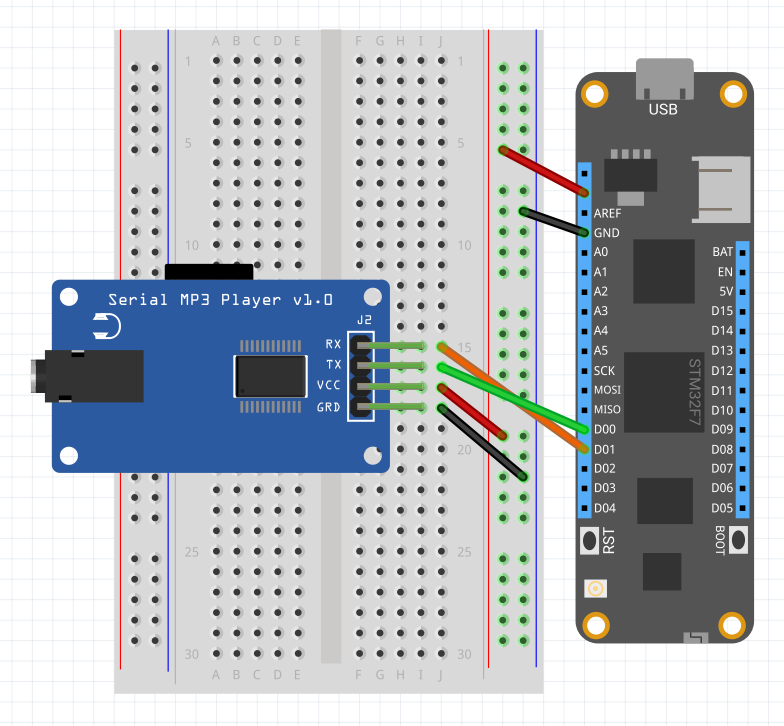 A B C D E F G H I J
1 1
5 5
10 10
15
20
25 25
30 30
A B C D E F G H I J
Serial MP3 Player v1.0
J2
RX
TX
VCC
GRD
USB
AREF
GND
A0
A1
A2
A3
A4
A5
SCK
MOSI
MISO
D00
D01
D02
D03
D04
BAT
EN
5V
D15
D14
D13
D12
D11
D10
D09
D08
D07
D06
D05
STM32F7
RST
BOOT